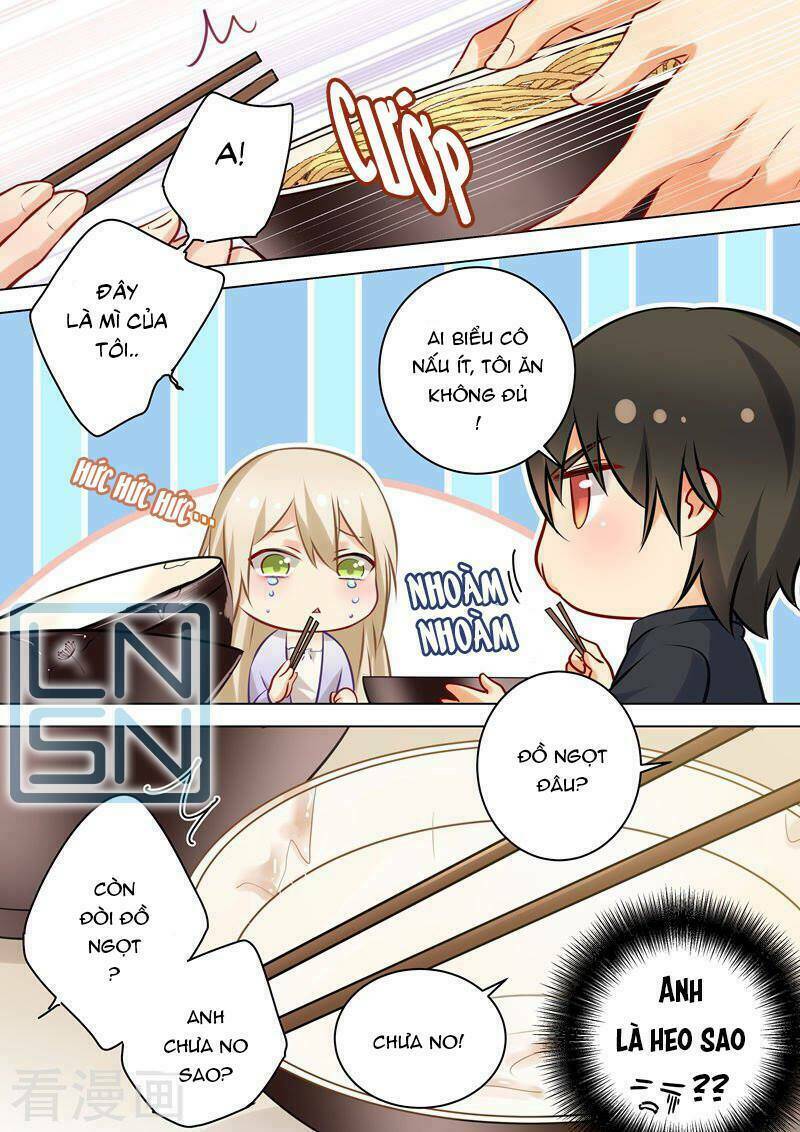 A!
CƯỚP
ĐÂY
LÀ MÌ CỦA
TÔI..
AI BIỂU CÔ
NẤU ÍT, TÔI ĂN
KHÔNG ĐỦ
!
HỨC HỨC HỨC...
NHOÀM
NHOÀM
LN
SN
ĐỒ NGỌT
ĐÂU?
CÒN
ĐÒI ĐỒ
NGỌT
?
ANH
CHƯA NO
SAO?
CHƯA NO!
ANH
LÀ HEO SAO
??
看漫画